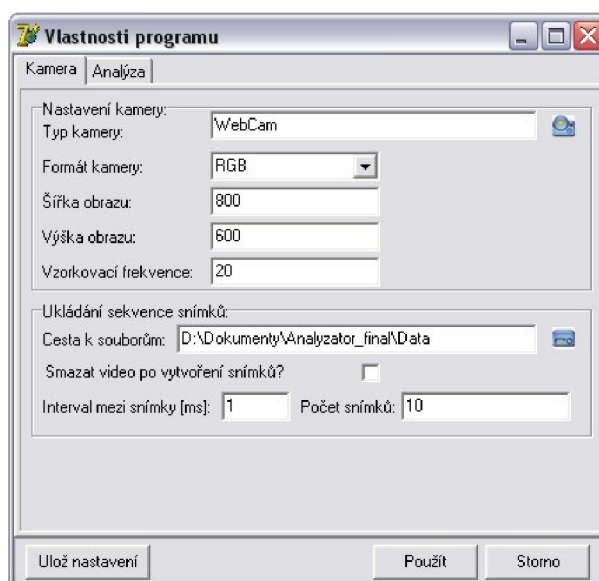 Vlastnosti programu
Kamera Analýza
Nastavení kamery:
Typ kamery: WebCam
Formát kamery: RGB
Šířka obrazu: 800
Výška obrazu: 600
Vzorkovací frekvence: 20
Ukládání sekvence snímků:
Cesta k souborům: D:\Dokumenty\Analyzator_final\Data
Smazat video po vytvoření snímků?
Interval mezi snímky [ms]: 1 Počet snímků: 10
Ulož nastavení Použít Storno